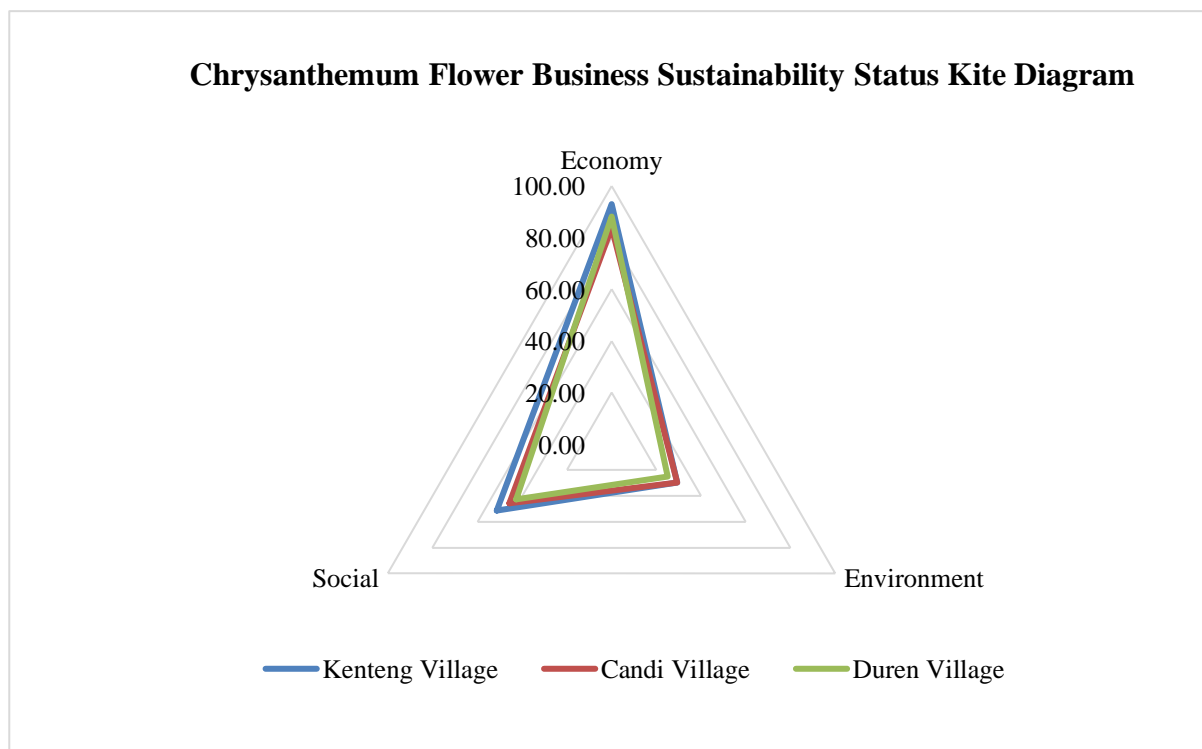 Chrysanthemum Flower Business Sustainability Status Kite Diagram
Economy
100.00
80.00
60.00
40.00
20.00
0.00
Social
Environment
Kenteng Village
Candi Village
Duren Village